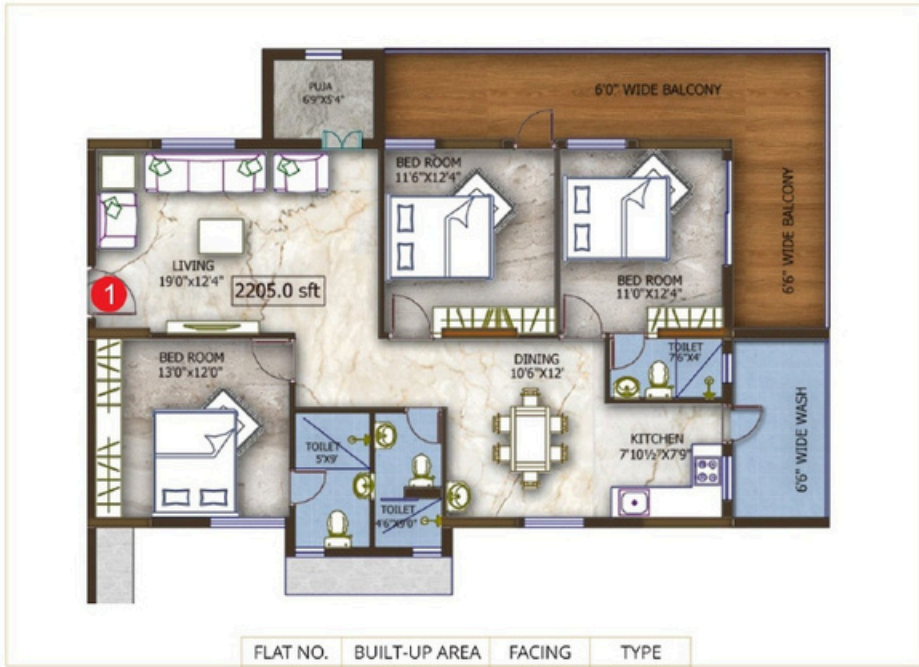 PUJA
6'9"X5'4"
6'0" WIDE BALCONY
BED ROOM
11'6"X12'4"
6'6" WIDE BALCONY
LIVING
19'0"x12'4"
2205.0 sft
BED ROOM
11'0"X12'4"
1
BED ROOM
13'0"x12'0"
DINING
10'6"X12'
TOILET
7'6"X4'
KITCHEN
7'10½"X7'9"
6'6" WIDE WASH
TOILET
5'X9'
TOILET
4'6"X9'0"
FLAT NO. BUILT-UP AREA FACING TYPE